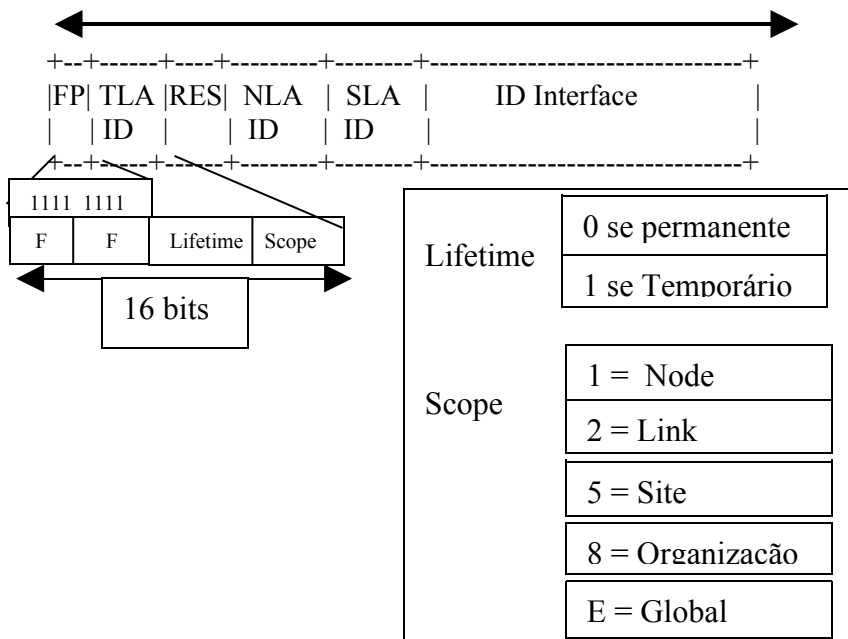 +--+------+----+---------+--------+-------------------------------+
|FP| TLA |RES| NLA | SLA | ID Interface |
| | ID | | ID | ID | |
+--+------+----+---------+--------+-------------------------------+
1111 1111
F F Lifetime Scope
16 bits
Lifetime
0 se permanente
1 se Temporário
Scope
1 = Node
2 = Link
5 = Site
8 = Organização
E = Global